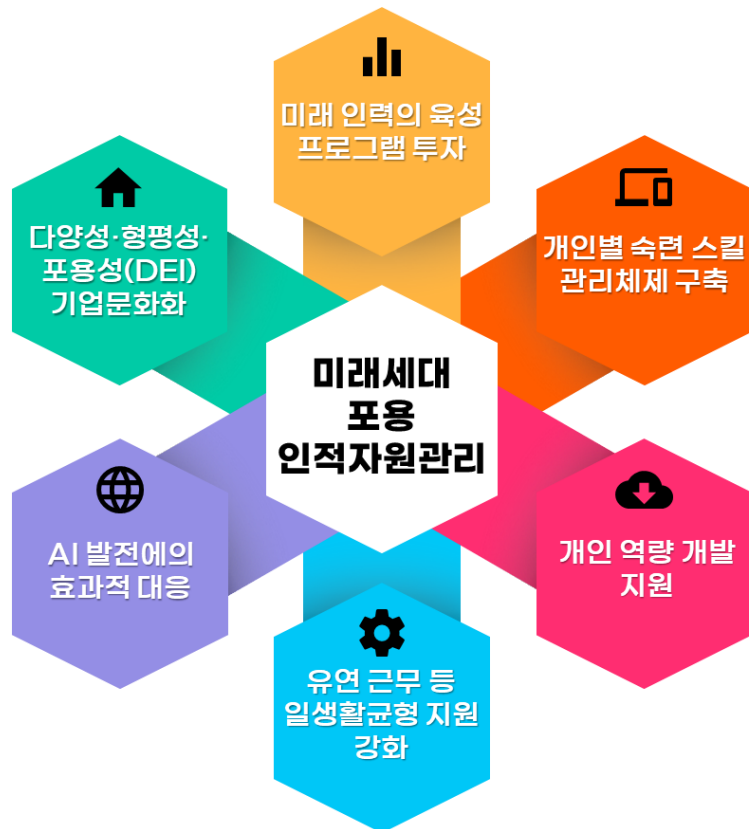 미래 인력의 육성
프로그램 투자
다양성·형평성·
포용성(DEI)
기업문화화
개인별 숙련 스킬
관리체제 구축
미래세대
포용
인적자원관리
AI 발전에의
효과적 대응
개인 역량 개발
지원
유연 근무 등
일생활균형 지원
강화